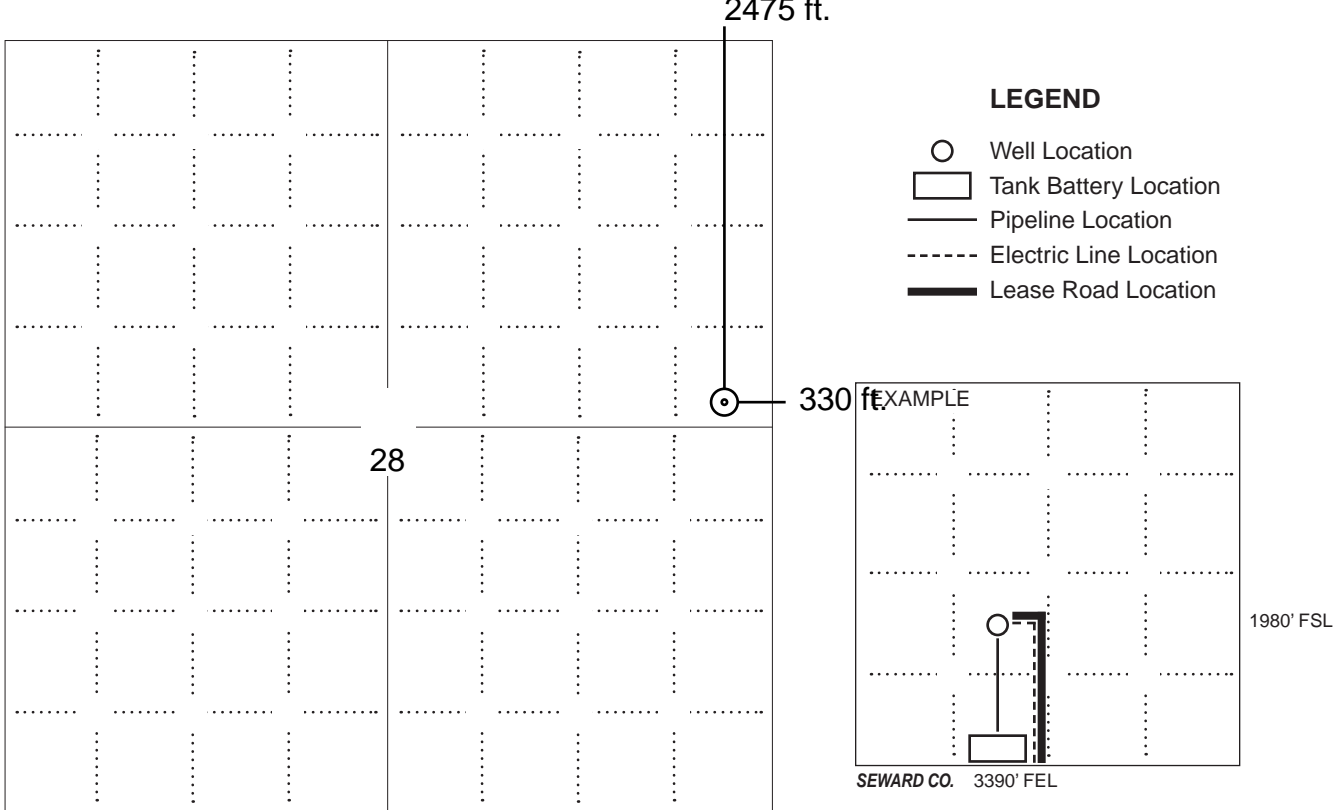 2475 ft.
LEGEND
Well Location
Tank Battery Location
Pipeline Location
Electric Line Location
Lease Road Location
330 ft.
EXAMPLE
28
1980' FSL
SEWARD CO. 3390' FEL